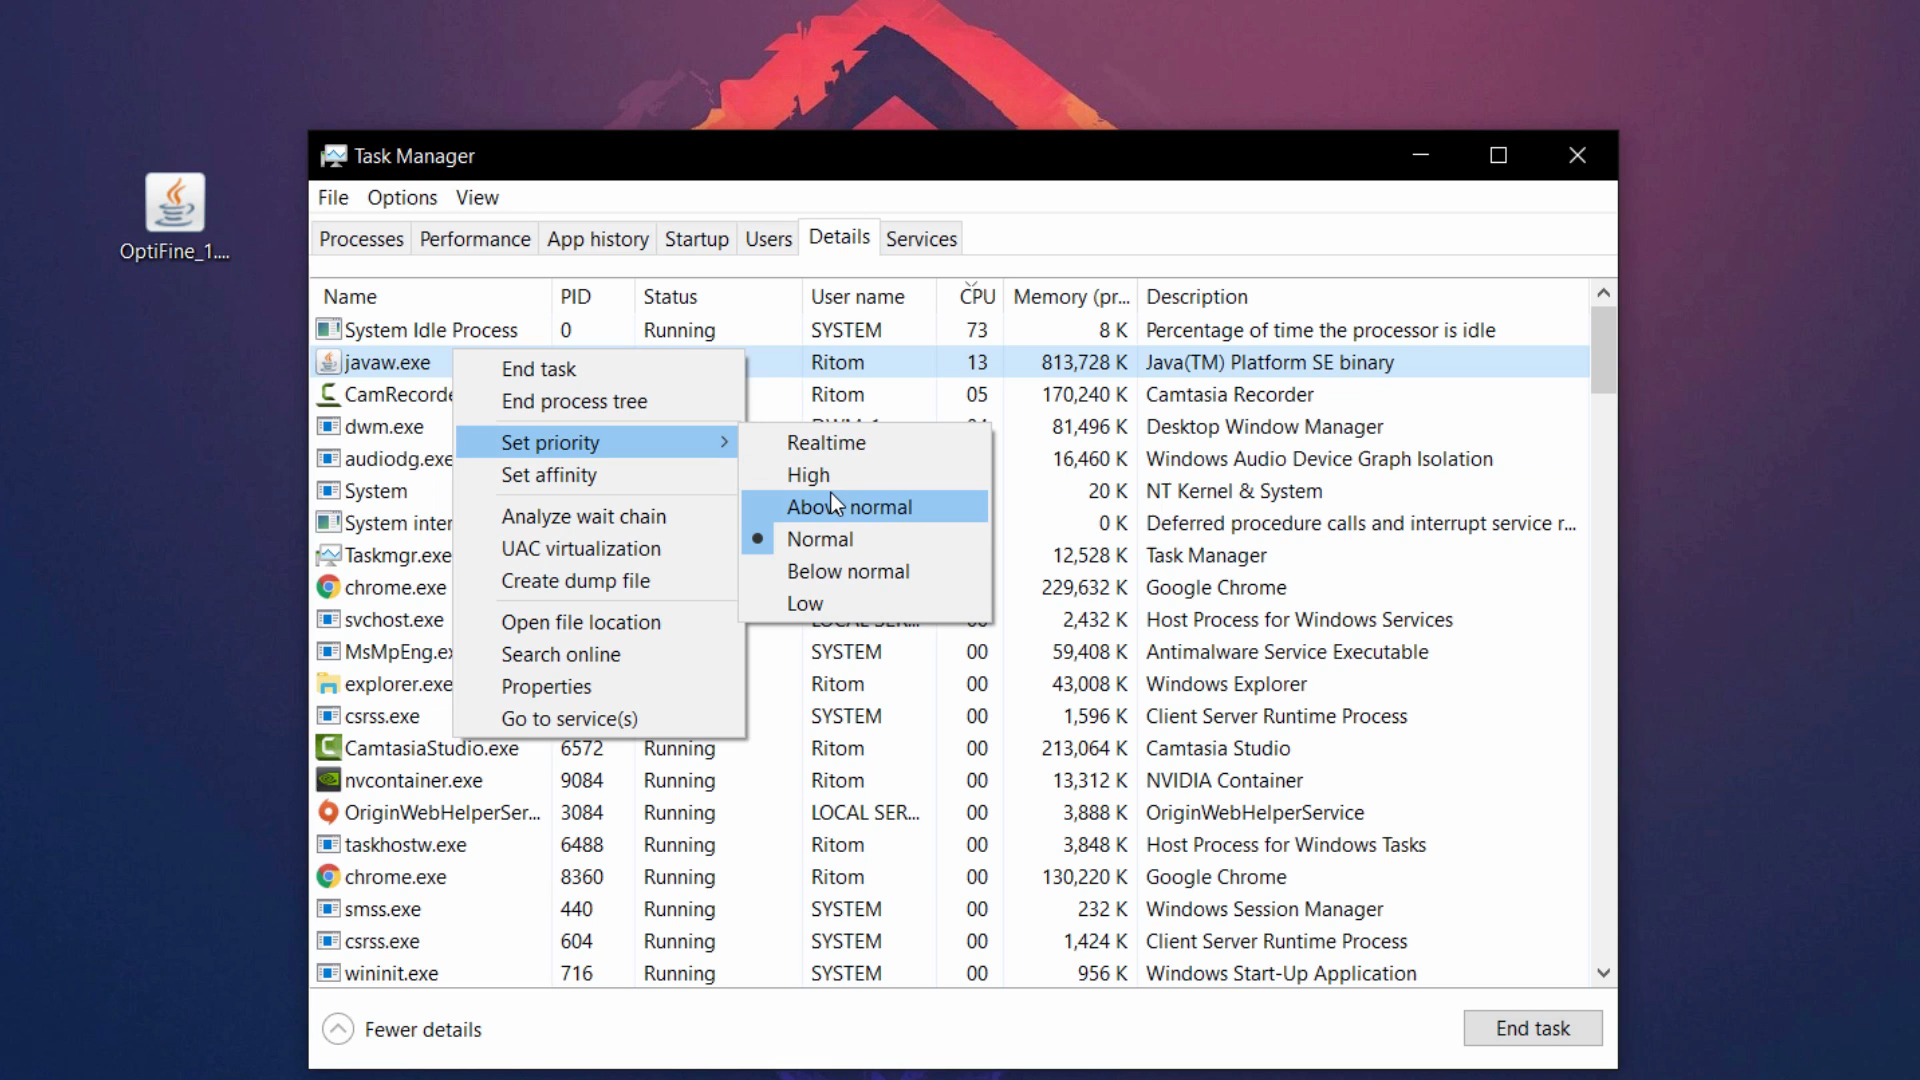 OptiFine_1....
Task Manager
File Options View
Processes Performance App history Startup Users Details Services
Name PID Status User name CPU Memory (pr... Description
System Idle Process 0 Running SYSTEM 73 8 K Percentage of time the processor is idle
javaw.exe Ritom 13 813,728 K Java(TM) Platform SE binary
CamRecorde Ritom 05 170,240 K Camtasia Recorder
dwm.exe 81,496 K Desktop Window Manager
audiodg.exe 16,460 K Windows Audio Device Graph Isolation
System 20 K NT Kernel & System
System inter 0 K Deferred procedure calls and interrupt service r...
Taskmgr.exe 12,528 K Task Manager
chrome.exe 229,632 K Google Chrome
svchost.exe 2,432 K Host Process for Windows Services
MsMpEng.ex SYSTEM 00 59,408 K Antimalware Service Executable
explorer.exe Ritom 00 43,008 K Windows Explorer
csrss.exe SYSTEM 00 1,596 K Client Server Runtime Process
CamtasiaStudio.exe 6572 Running Ritom 00 213,064 K Camtasia Studio
nvcontainer.exe 9084 Running Ritom 00 13,312 K NVIDIA Container
OriginWebHelperSer... 3084 Running LOCAL SER... 00 3,888 K OriginWebHelperService
taskhostw.exe 6488 Running Ritom 00 3,848 K Host Process for Windows Tasks
chrome.exe 8360 Running Ritom 00 130,220 K Google Chrome
smss.exe 440 Running SYSTEM 00 232 K Windows Session Manager
csrss.exe 604 Running SYSTEM 00 1,424 K Client Server Runtime Process
wininit.exe 716 Running SYSTEM 00 956 K Windows Start-Up Application
End task
End process tree
Set priority
Set affinity
Analyze wait chain
UAC virtualization
Create dump file
Open file location
Search online
Properties
Go to service(s)
Realtime
High
Above normal
Normal
Below normal
Low
Fewer details
End task